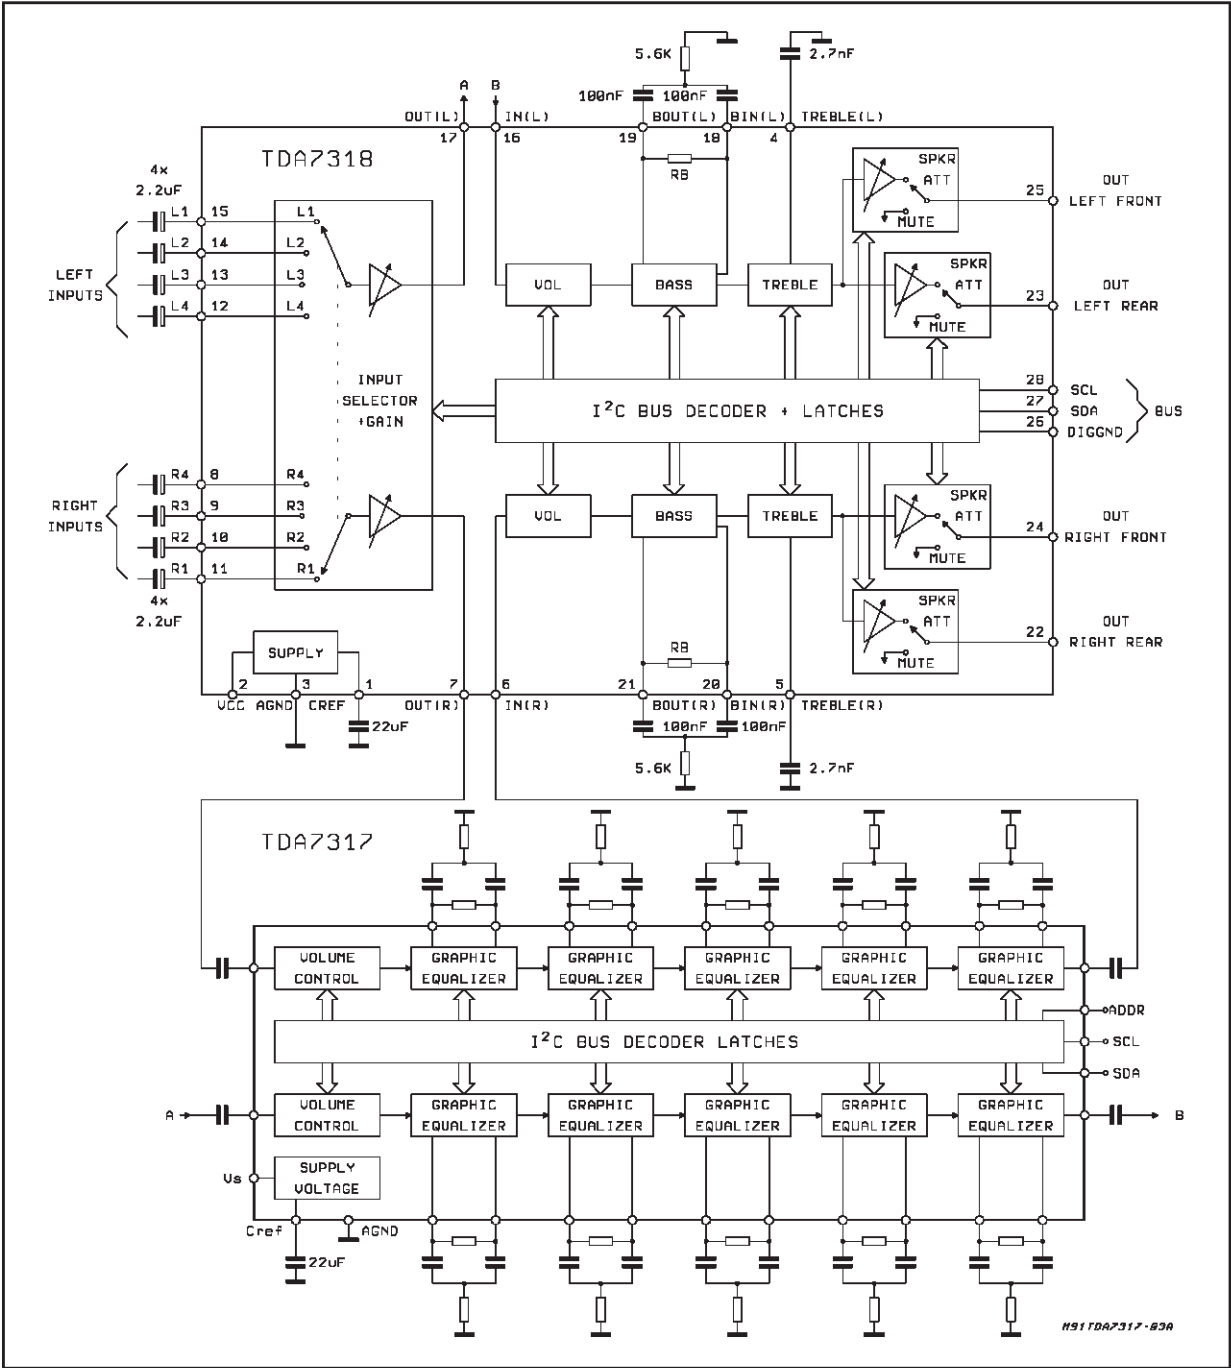 5.6K
2.7nF
A B
100nF 100nF
OUT(L) IN(L) BOUT(L) BIN(L) TREBLE(L)
17 16 19 18 4
TDA7318
4x
2.2uF
RB
SPKR
ATT
MUTE
25
OUT
LEFT FRONT
L1 15 L1
L2 14 L2
L3 13 L3
L4 12 L4
LEFT
INPUTS
VOL
BASS
TREBLE
SPKR
ATT
MUTE
23
OUT
LEFT REAR
INPUT
SELECTOR
+GAIN
I²C BUS DECODER + LATCHES
28 SCL
27 SDA
26 DIGGND
BUS
R4 8 R4
R3 9 R3
R2 10 R2
R1 11 R1
RIGHT
INPUTS
4x
2.2uF
VOL
BASS
TREBLE
SPKR
ATT
MUTE
24
OUT
RIGHT FRONT
SPKR
ATT
MUTE
22
OUT
RIGHT REAR
SUPPLY
RB
2 3 1 7 6 21 20 5
VCC AGND CREF OUT(R) IN(R) BOUT(R) BIN(R) TREBLE(R)
22uF
100nF 100nF
5.6K
2.7nF
TDA7317
VOLUME
CONTROL
GRAPHIC
EQUALIZER
GRAPHIC
EQUALIZER
GRAPHIC
EQUALIZER
GRAPHIC
EQUALIZER
GRAPHIC
EQUALIZER
I²C BUS DECODER LATCHES
ADDR
SCL
SDA
A
VOLUME
CONTROL
GRAPHIC
EQUALIZER
GRAPHIC
EQUALIZER
GRAPHIC
EQUALIZER
GRAPHIC
EQUALIZER
GRAPHIC
EQUALIZER
B
Vs
SUPPLY
VOLTAGE
Cref
AGND
22uF
M91TDA7317-03A